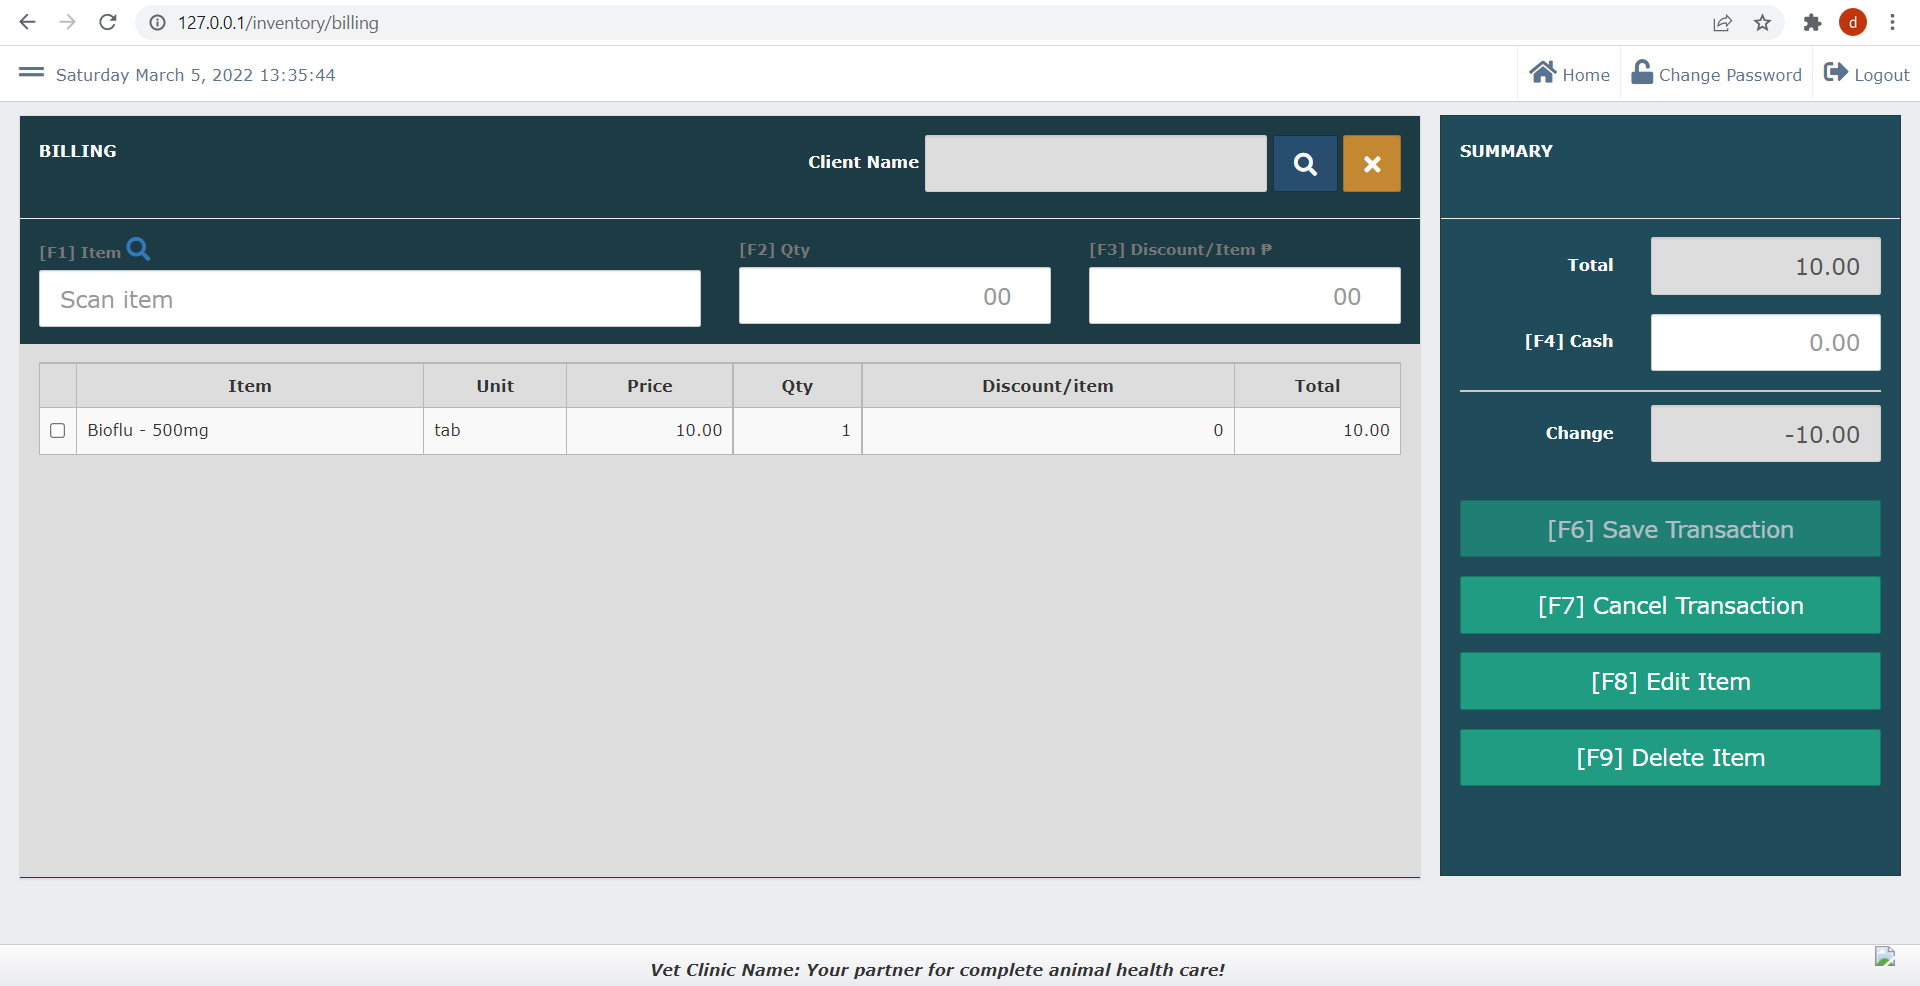 127.0.0.1/inventory/billing
d
Saturday March 5, 2022 13:35:44
Home
Change Password
Logout
BILLING
Client Name
[F1] Item
[F2] Qty
[F3] Discount/Item ₱
Scan item
00
00
Item Unit Price Qty Discount/item Total
Bioflu - 500mg tab 10.00 1 0 10.00
SUMMARY
Total 10.00
[F4] Cash 0.00
Change -10.00
[F6] Save Transaction
[F7] Cancel Transaction
[F8] Edit Item
[F9] Delete Item
Vet Clinic Name: Your partner for complete animal health care!